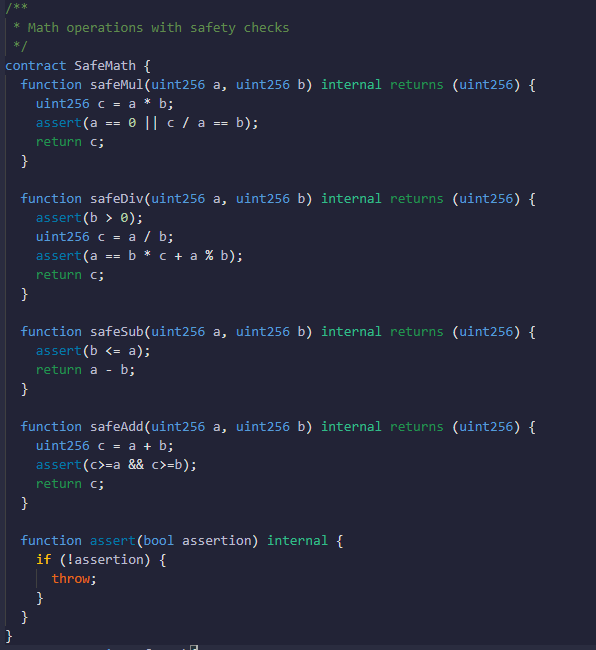 /**
 * Math operations with safety checks
 */
contract SafeMath {
  function safeMul(uint256 a, uint256 b) internal returns (uint256) {
    uint256 c = a * b;
    assert(a == 0 || c / a == b);
    return c;
  }

  function safeDiv(uint256 a, uint256 b) internal returns (uint256) {
    assert(b > 0);
    uint256 c = a / b;
    assert(a == b * c + a % b);
    return c;
  }

  function safeSub(uint256 a, uint256 b) internal returns (uint256) {
    assert(b <= a);
    return a - b;
  }

  function safeAdd(uint256 a, uint256 b) internal returns (uint256) {
    uint256 c = a + b;
    assert(c>=a && c>=b);
    return c;
  }

  function assert(bool assertion) internal {
    if (!assertion) {
      throw;
    }
  }
}